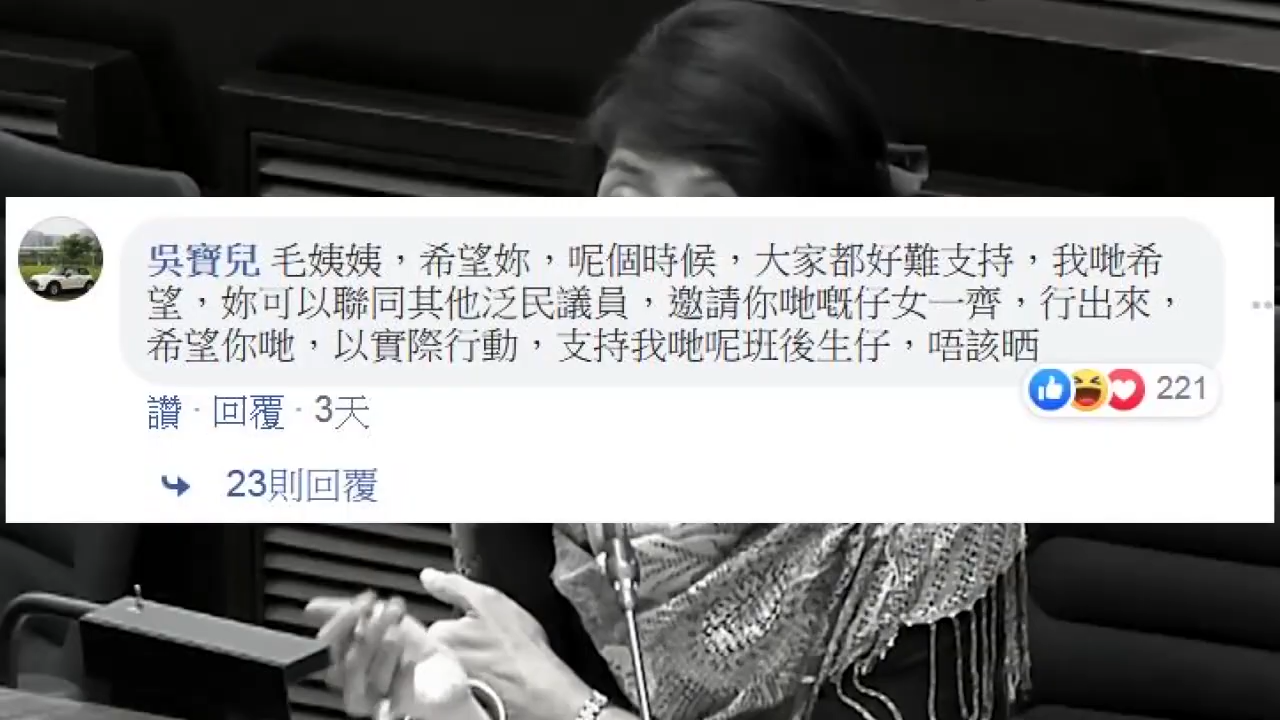 吳寶兒 毛姨姨，希望妳，呢個時候，大家都好難支持，我哋希
望，妳可以聯同其他泛民議員，邀請你哋嘅仔女一齊，行出來，
希望你哋，以實際行動，支持我哋呢班後生仔，唔該晒
221
讚 · 回覆 · 3天
23則回覆